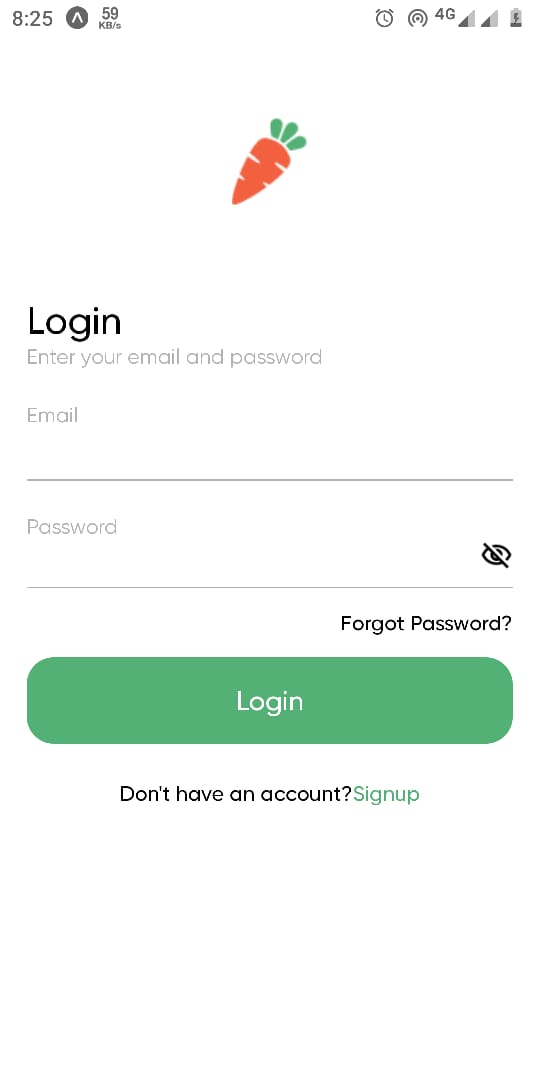 8:25 59 KB/s 4G
Login
Enter your email and password
Email
Password
Forgot Password?
Login
Don't have an account?Signup